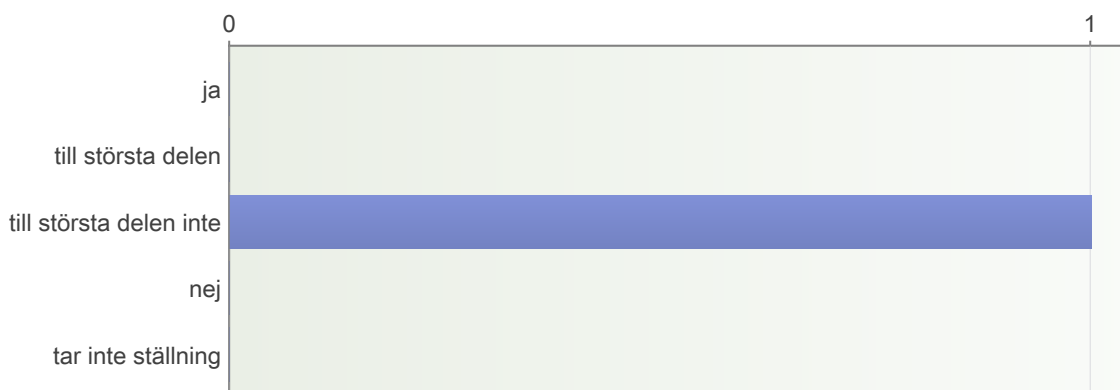 0 1
ja
till största delen
till största delen inte
nej
tar inte ställning